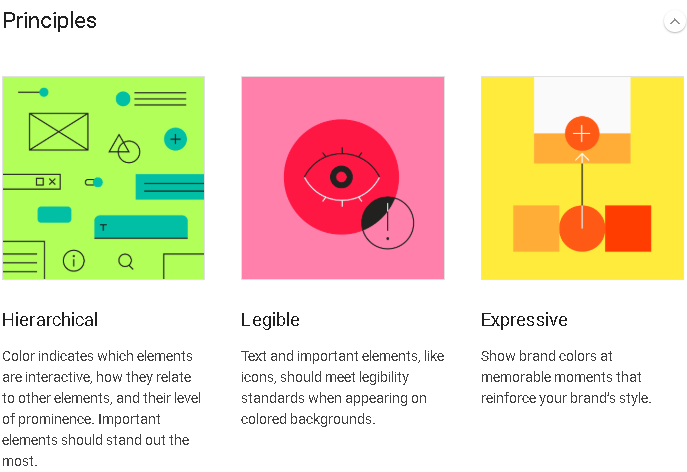 Principles
T
Hierarchical
Color indicates which elements
are interactive, how they relate
to other elements, and their level
of prominence. Important
elements should stand out the
most.
Legible
Text and important elements, like
icons, should meet legibility
standards when appearing on
colored backgrounds.
Expressive
Show brand colors at
memorable moments that
reinforce your brand's style.